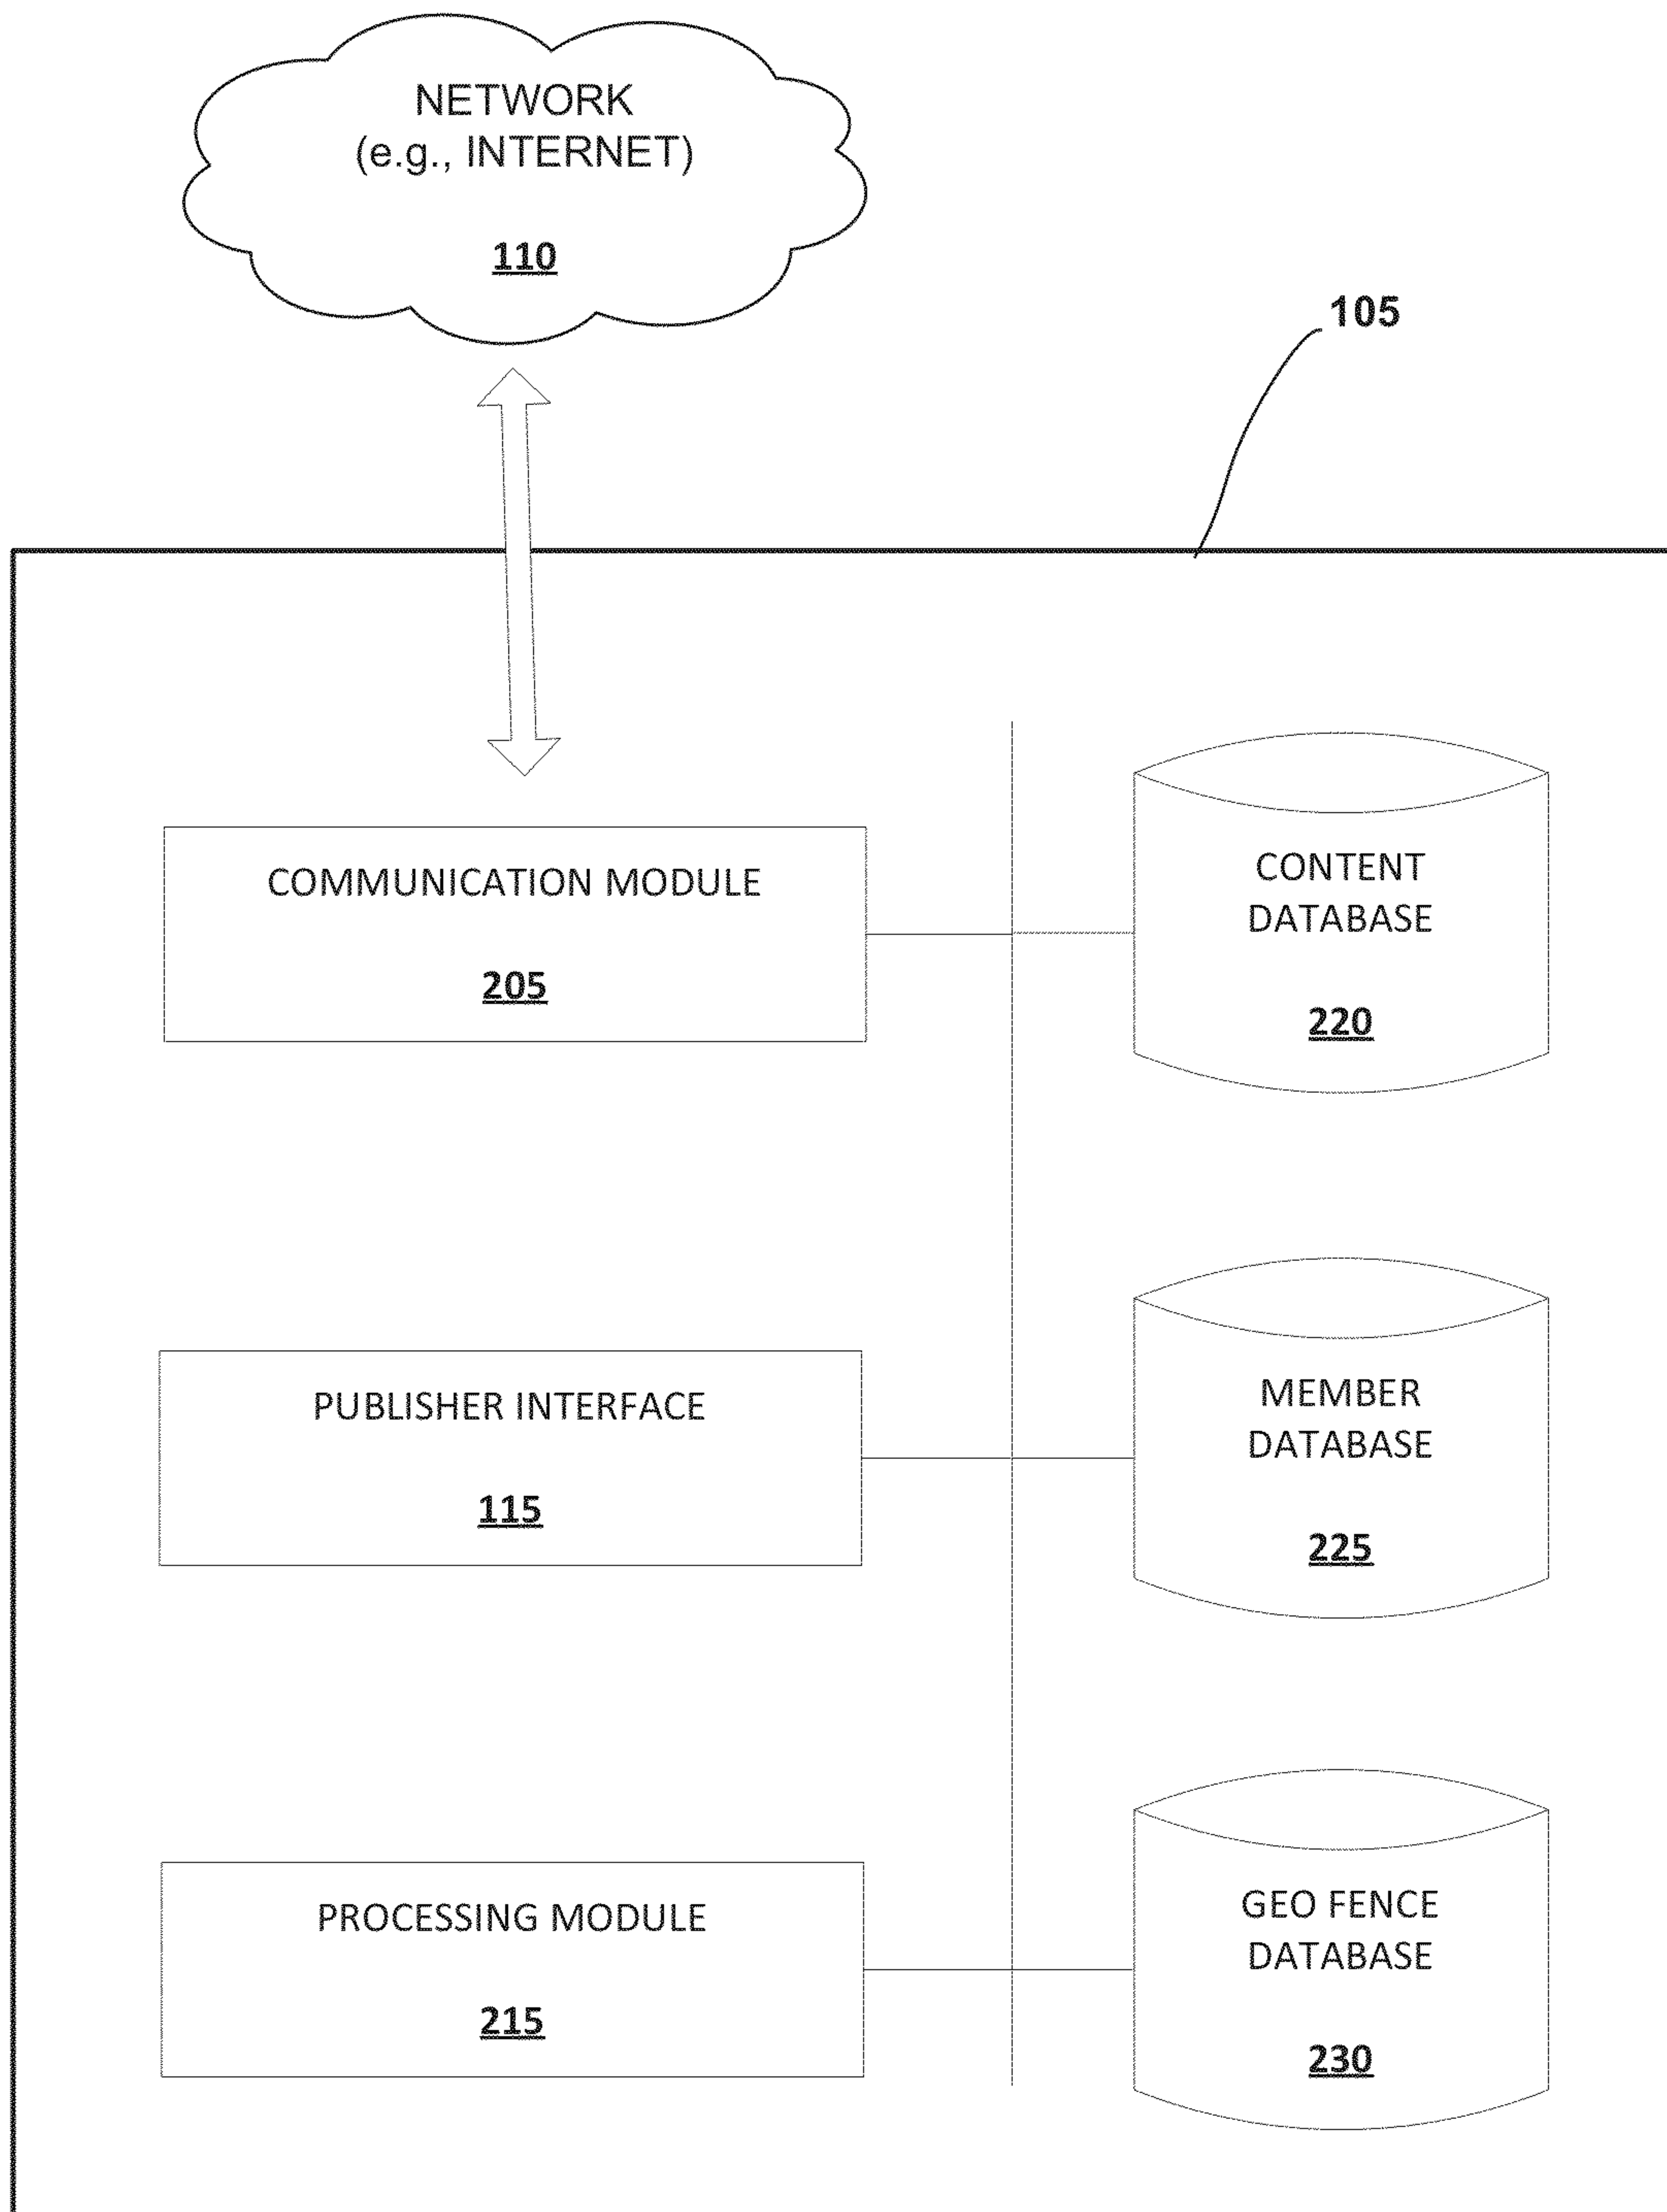 NETWORK
(e.g., INTERNET)
110
105
COMMUNICATION MODULE
205
CONTENT
DATABASE
220
PUBLISHER INTERFACE
115
MEMBER
DATABASE
225
PROCESSING MODULE
215
GEO FENCE
DATABASE
230